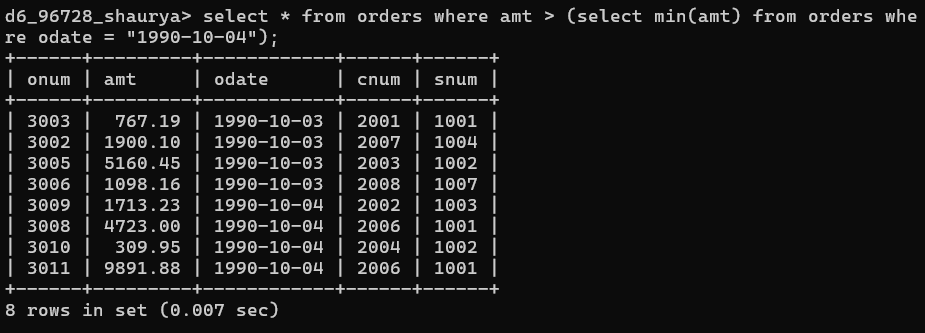 d6_96728_shaurya> select * from orders where amt > (select min(amt) from orders whe
re odate = "1990-10-04");
+------+---------+------------+------+------+
| onum | amt     | odate      | cnum | snum |
+------+---------+------------+------+------+
| 3003 |  767.19 | 1990-10-03 | 2001 | 1001 |
| 3002 | 1900.10 | 1990-10-03 | 2007 | 1004 |
| 3005 | 5160.45 | 1990-10-03 | 2003 | 1002 |
| 3006 | 1098.16 | 1990-10-03 | 2008 | 1007 |
| 3009 | 1713.23 | 1990-10-04 | 2002 | 1003 |
| 3008 | 4723.00 | 1990-10-04 | 2006 | 1001 |
| 3010 |  309.95 | 1990-10-04 | 2004 | 1002 |
| 3011 | 9891.88 | 1990-10-04 | 2006 | 1001 |
+------+---------+------------+------+------+
8 rows in set (0.007 sec)